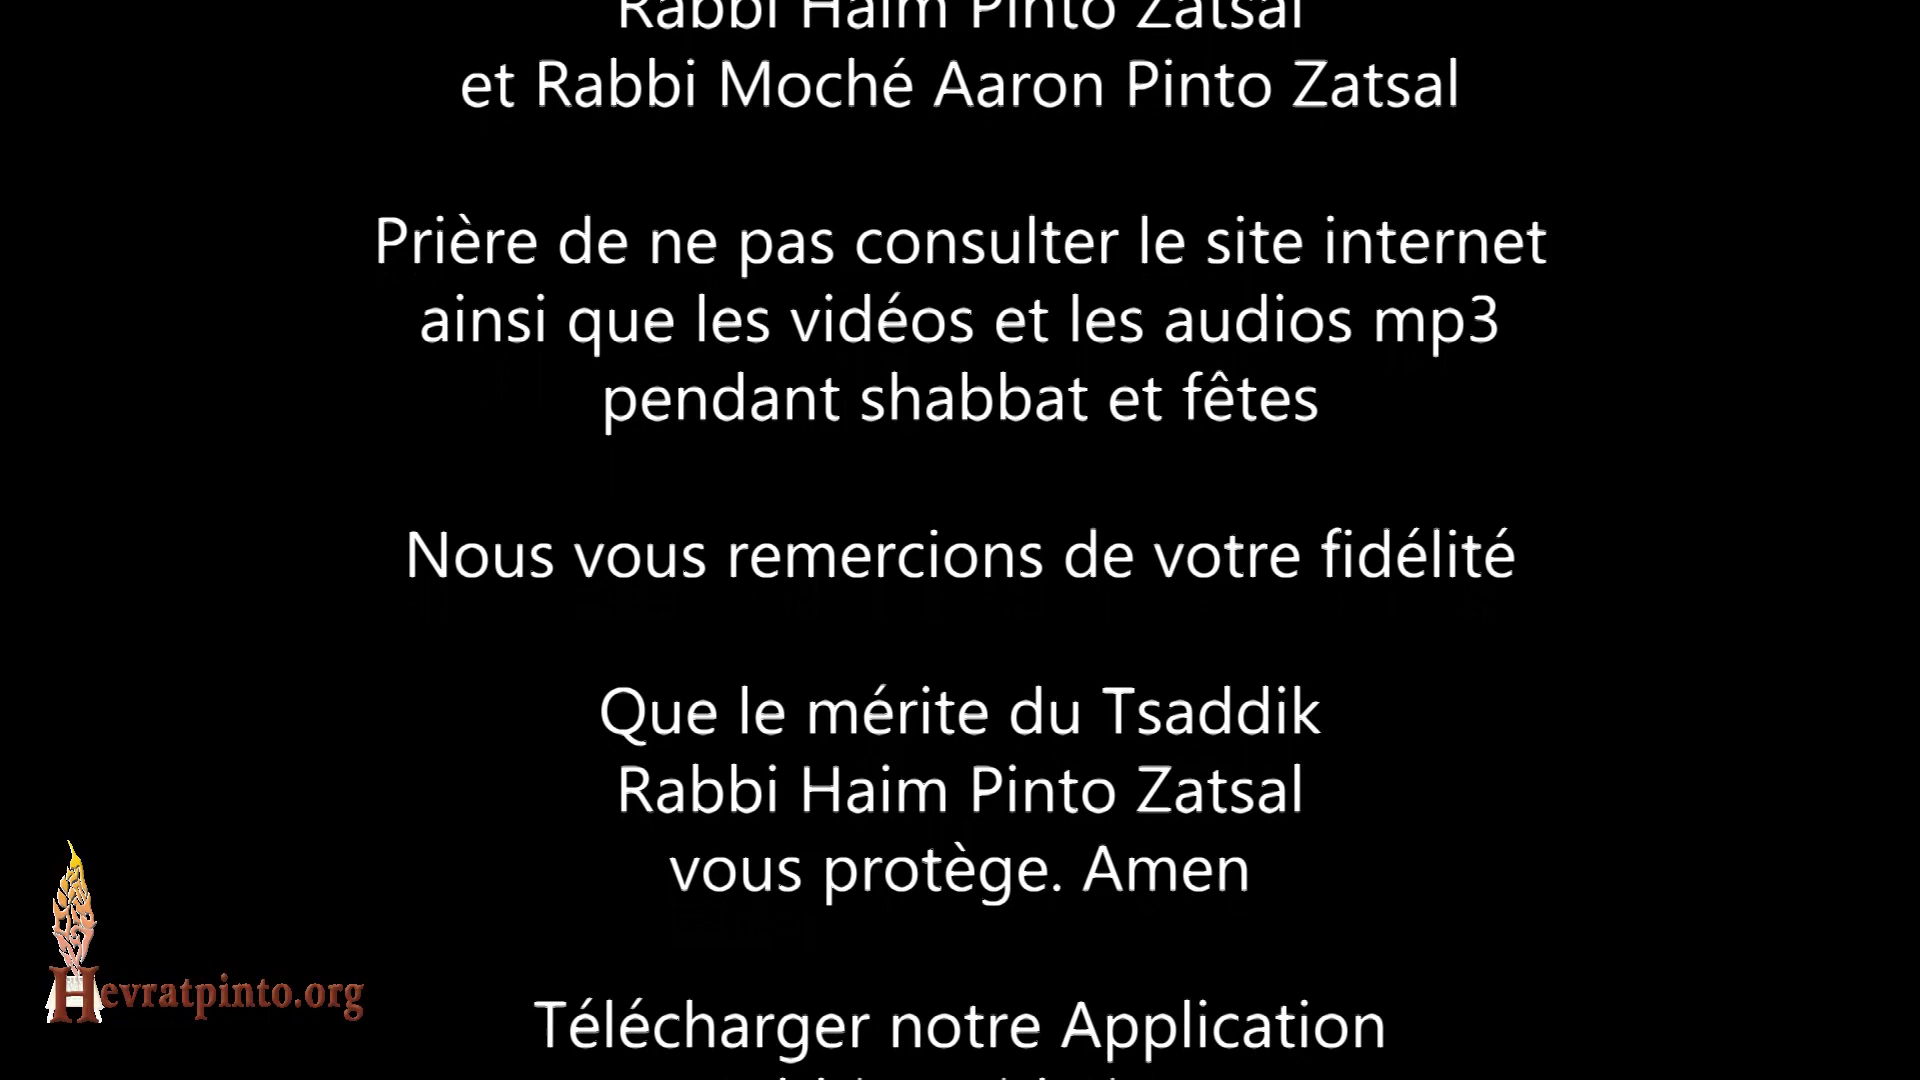 Rabbi Haim Pinto Zatsal
et Rabbi Moché Aaron Pinto Zatsal
Prière de ne pas consulter le site internet
ainsi que les vidéos et les audios mp3
pendant shabbat et fêtes
Nous vous remercions de votre fidélité
Que le mérite du Tsaddik
Rabbi Haim Pinto Zatsal
vous protège. Amen
Hevratpinto.org
Télécharger notre Application